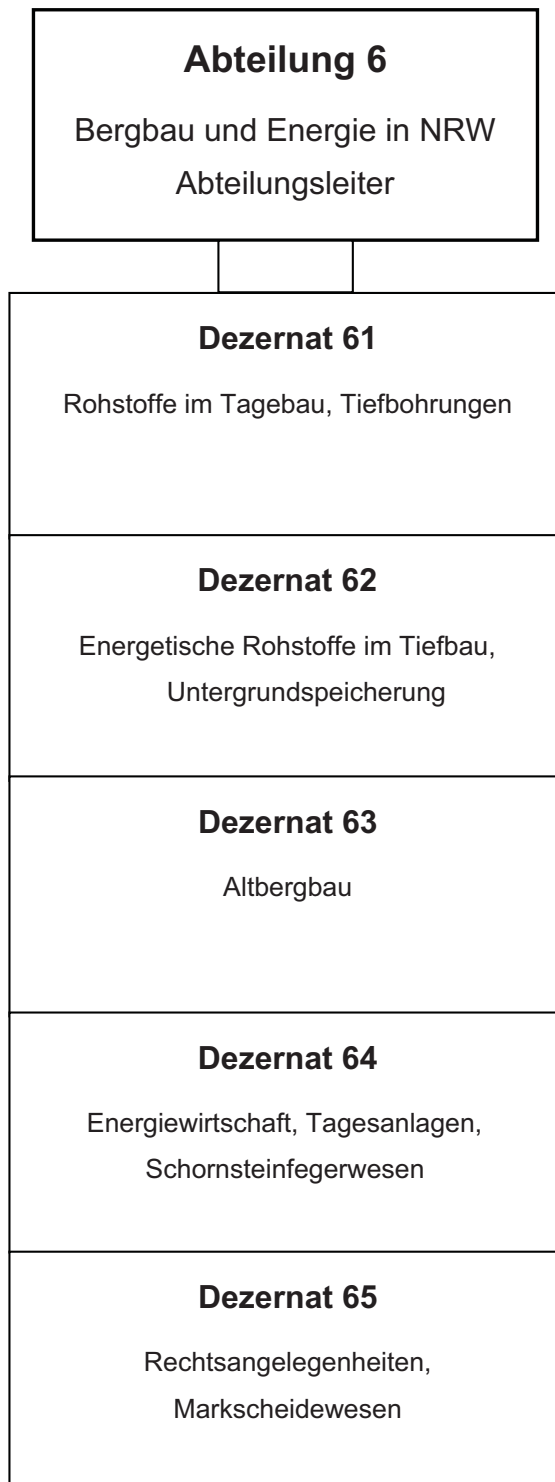 Abteilung 6
Bergbau und Energie in NRW
Abteilungsleiter
Dezernat 61
Rohstoffe im Tagebau, Tiefbohrungen
Dezernat 62
Energetische Rohstoffe im Tiefbau,
Untergrundspeicherung
Dezernat 63
Altbergbau
Dezernat 64
Energiewirtschaft, Tagesanlagen,
Schornsteinfegerwesen
Dezernat 65
Rechtsangelegenheiten,
Markscheidewesen